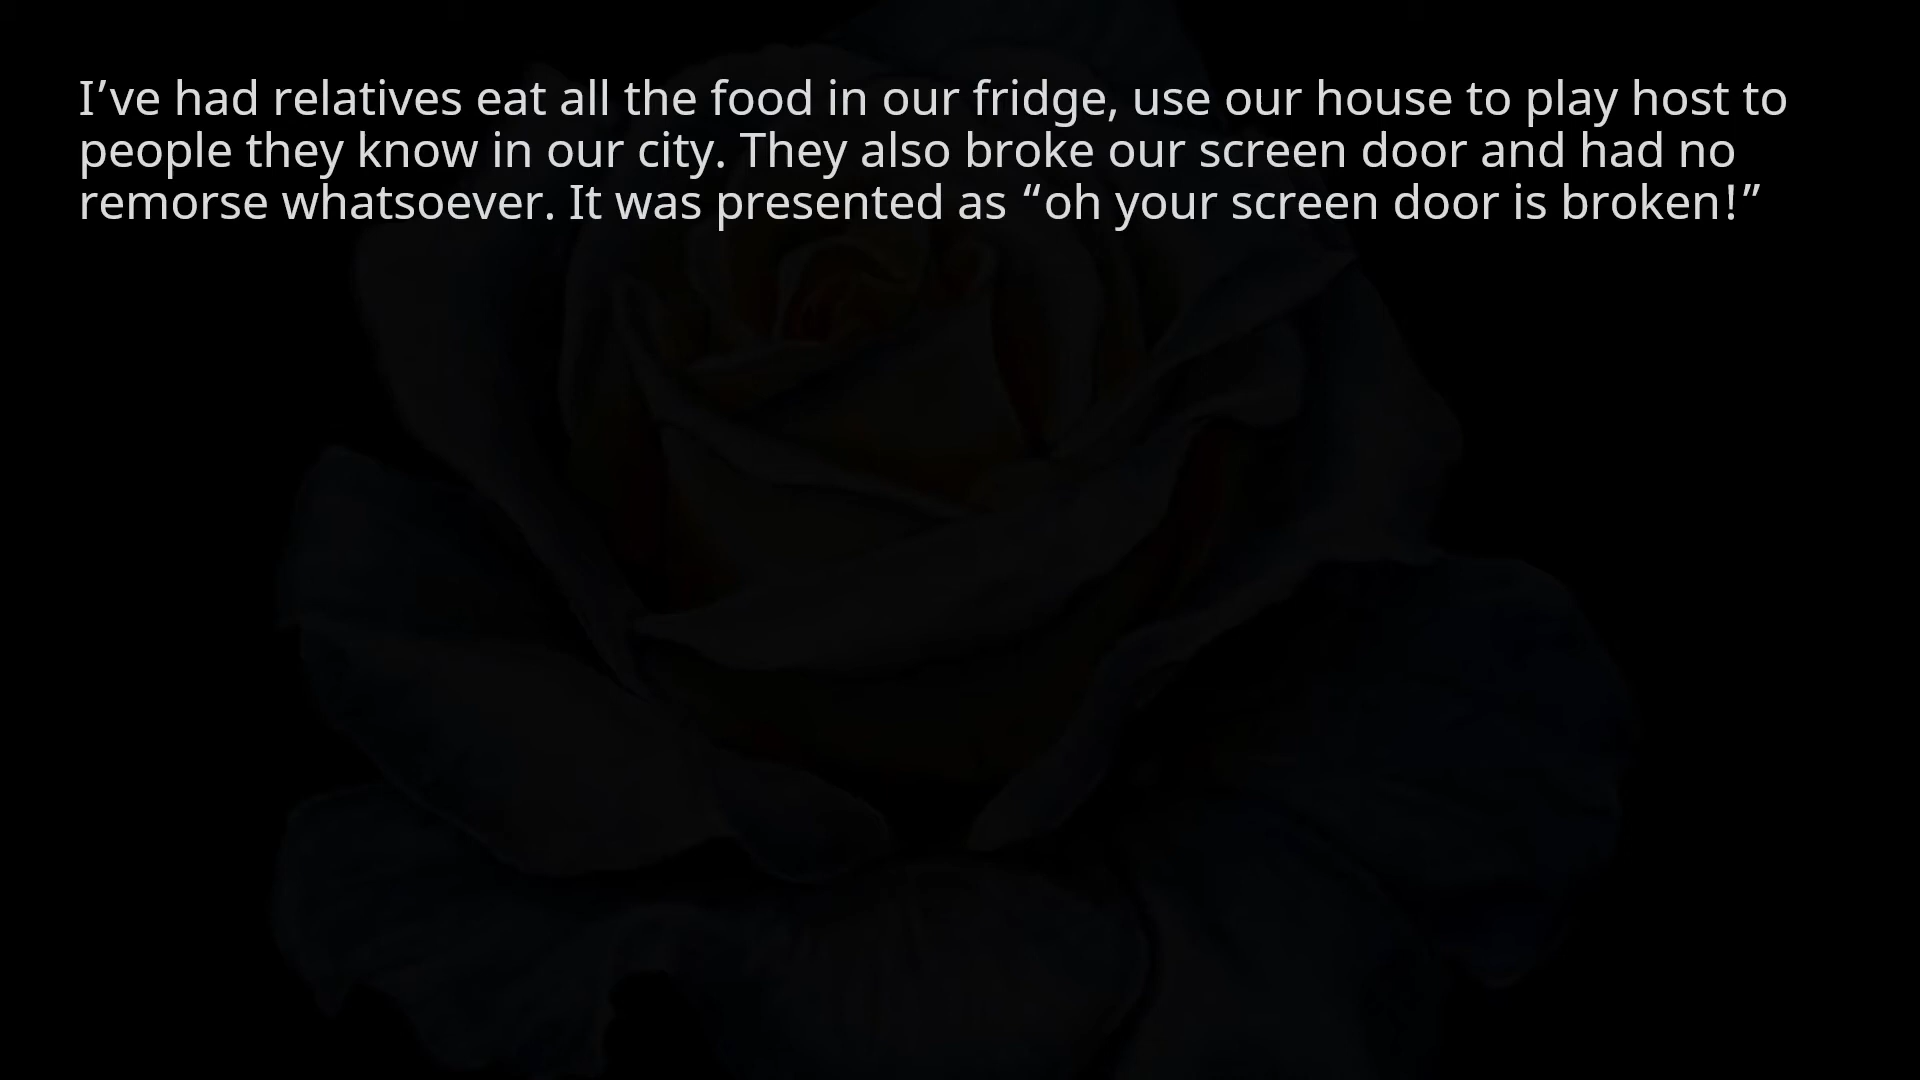 I’ve had relatives eat all the food in our fridge, use our house to play host to
people they know in our city. They also broke our screen door and had no
remorse whatsoever. It was presented as “oh your screen door is broken!”